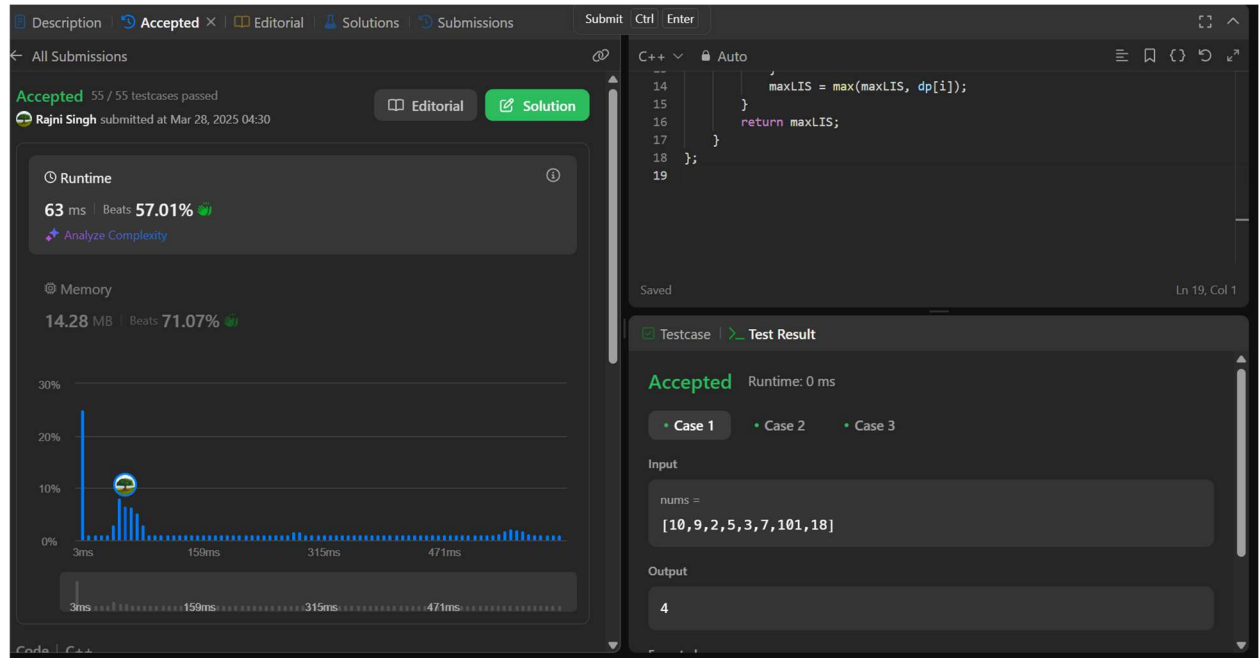 Description | Accepted × | Editorial | Solutions | Submissions
Submit Ctrl Enter
All Submissions
Accepted 55 / 55 testcases passed
Rajni Singh submitted at Mar 28, 2025 04:30
Editorial
Solution
Runtime
63 ms | Beats 57.01%
Analyze Complexity
Memory
14.28 MB | Beats 71.07%
30%
20%
10%
0%
3ms 159ms 315ms 471ms
3ms 159ms 315ms 471ms
Code | C++
C++ Auto
14 maxLIS = max(maxLIS, dp[i]);
15 }
16 return maxLIS;
17 }
18 };
19
Saved
Ln 19, Col 1
Testcase | >_ Test Result
Accepted Runtime: 0 ms
• Case 1 • Case 2 • Case 3
Input
nums =
[10,9,2,5,3,7,101,18]
Output
4